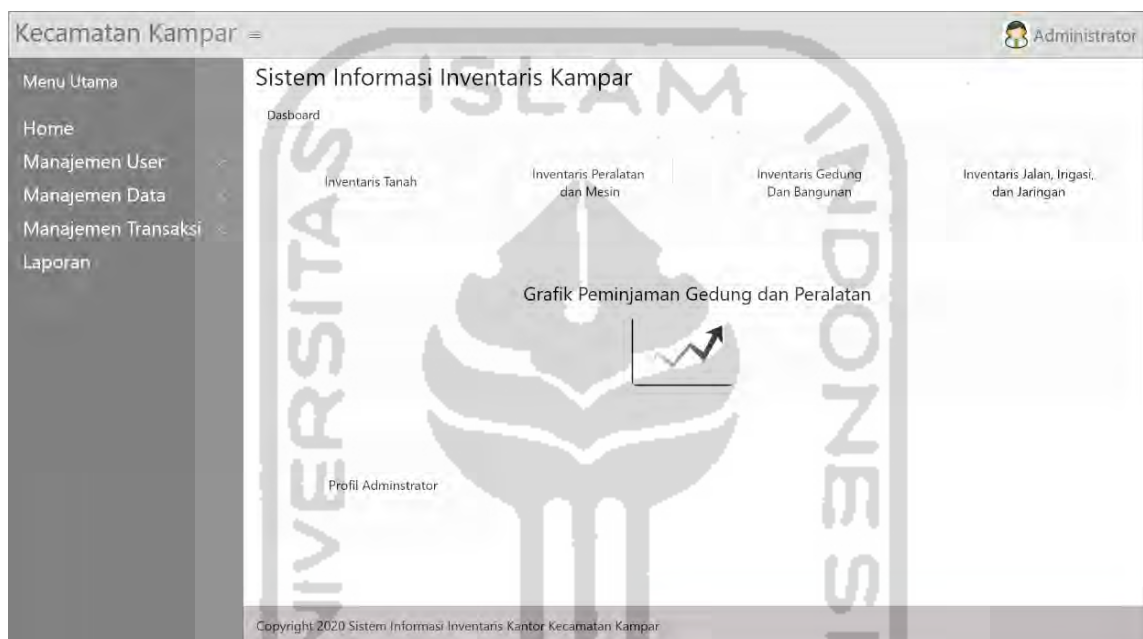 Kecamatan Kampar
Administrator
Menu Utama
Home
Manajemen User
Manajemen Data
Manajemen Transaksi
Laporan
Sistem Informasi Inventaris Kampar
Dasboard
Inventaris Tanah
Inventaris Peralatan
dan Mesin
Inventaris Gedung
Dan Bangunan
Inventaris Jalan, Irigasi,
dan Jaringan
Grafik Peminjaman Gedung dan Peralatan
Profil Adminstrator
Copyright 2020 Sistem Informasi Inventaris Kantor Kecamatan Kampar
ISLAM